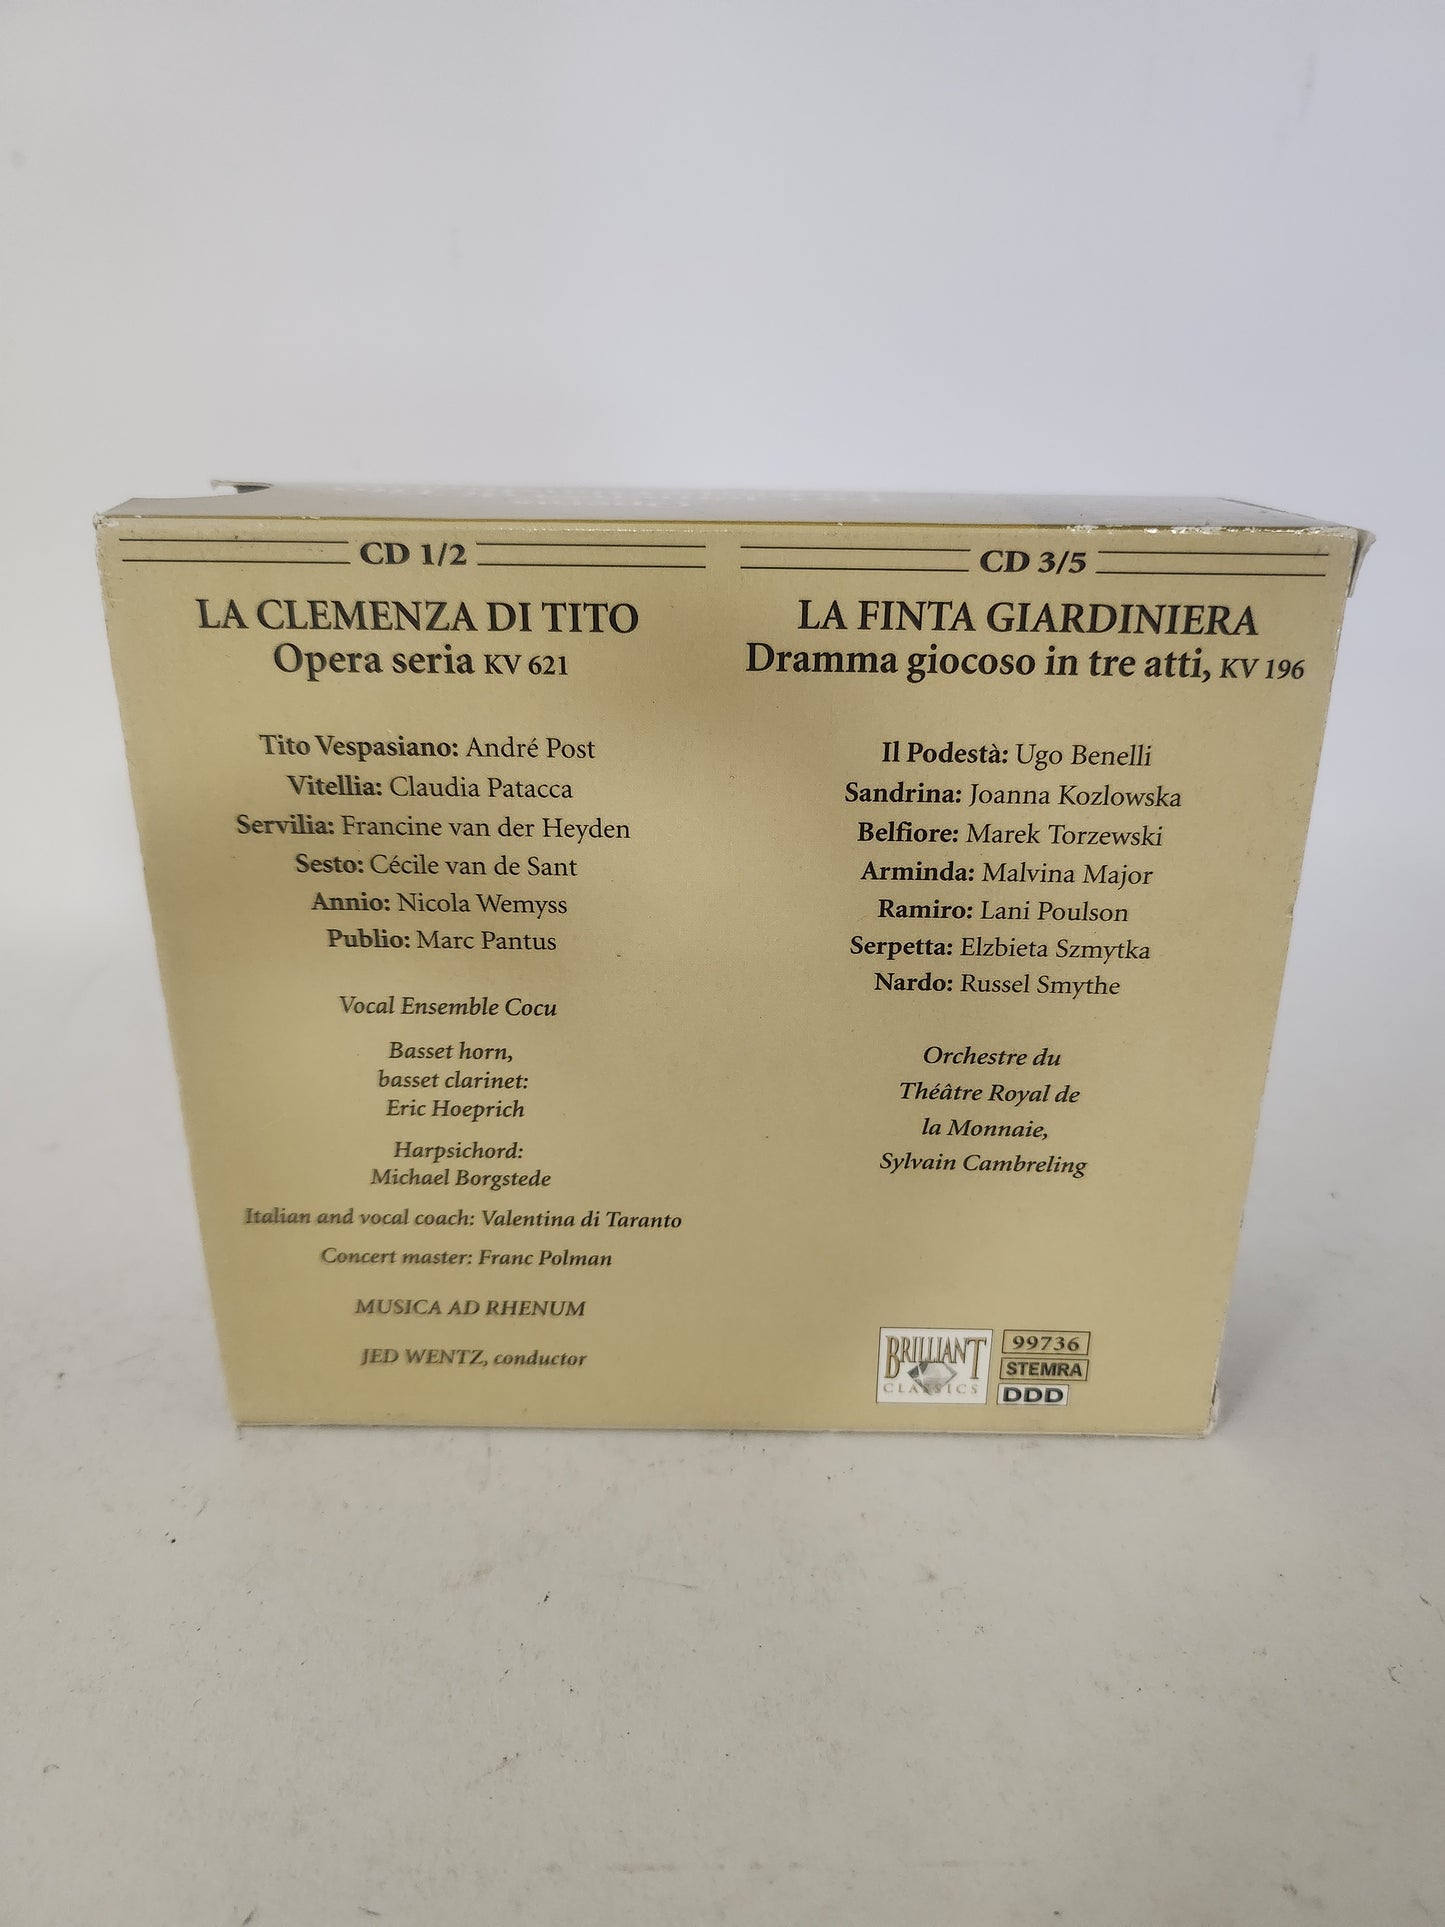 CD 1/2
LA CLEMENZA DI TITO
Opera seria KV 621
Tito Vespasiano: André Post
Vitellia: Claudia Patacca
Servilia: Francine van der Heyden
Sesto: Cécile van de Sant
Annio: Nicola Wemyss
Publio: Marc Pantus
Vocal Ensemble Cocu
Basset horn,
basset clarinet:
Eric Hoeprich
Harpsichord:
Michael Borgstede
Italian and vocal coach: Valentina di Taranto
Concert master: Franc Polman
MUSICA AD RHENUM
JED WENTZ, conductor
CD 3/5
LA FINTA GIARDINIERA
Dramma giocoso in tre atti, KV 196
Il Podestà: Ugo Benelli
Sandrina: Joanna Kozlowska
Belfiore: Marek Torzewski
Arminda: Malvina Major
Ramiro: Lani Poulson
Serpetta: Elzbieta Szmytka
Nardo: Russel Smythe
Orchestre du
Théâtre Royal de
la Monnaie,
Sylvain Cambreling
BRILLIANT
CLASSICS
99736
STEMRA
DDD